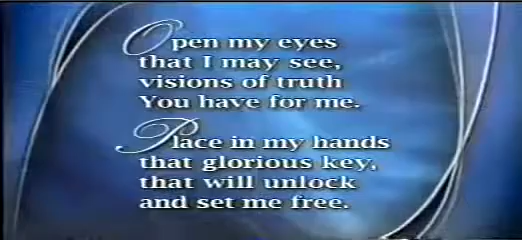 Open my eyes
that I may see,
visions of truth
You have for me.
Place in my hands
that glorious key,
that will unlock
and set me free.